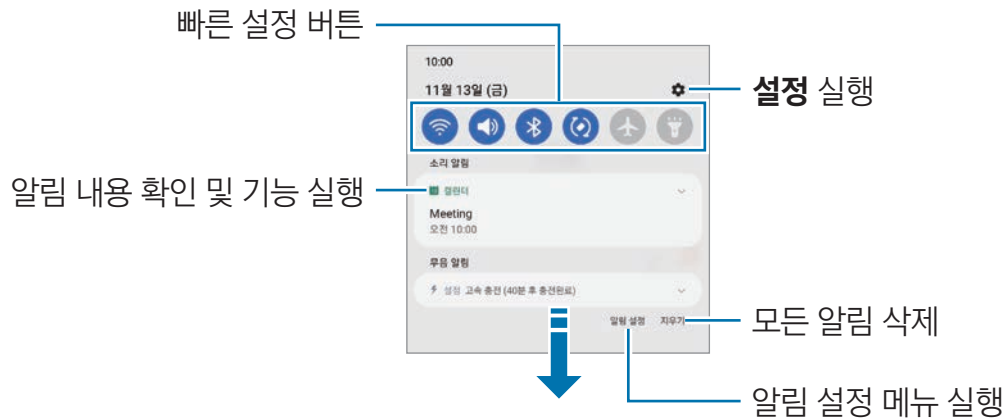 빠른 설정 버튼
10:00
11월 13일 (금)
설정 실행
소리 알림
알림 내용 확인 및 기능 실행
캘린더
Meeting
오전 10:00
무음 알림
설정 고속 충전 (40분 후 충전완료)
알림 설정 지우기
모든 알림 삭제
알림 설정 메뉴 실행